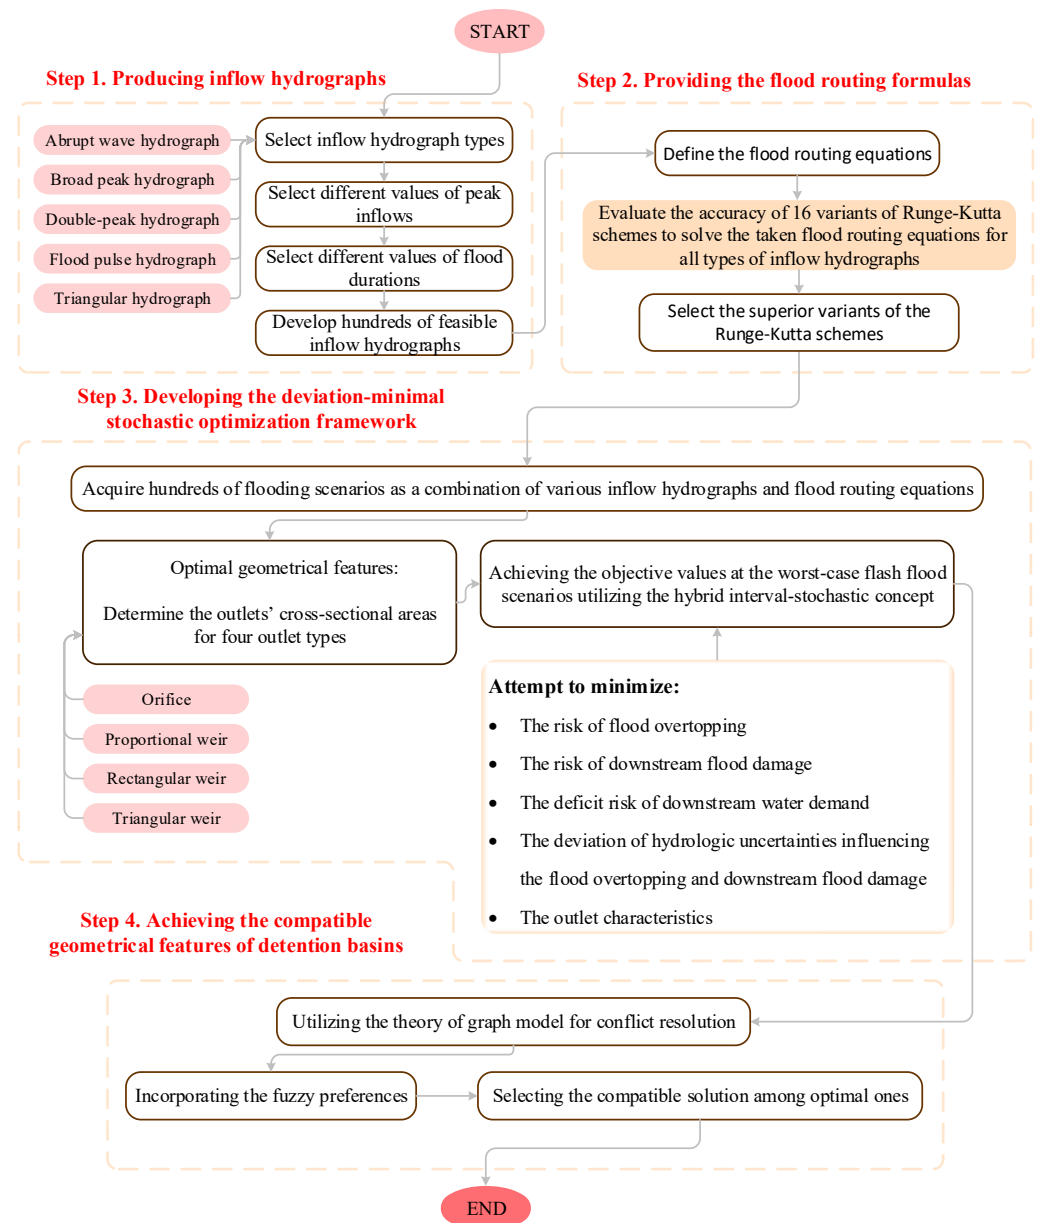 START
Step 1. Producing inflow hydrographs
Abrupt wave hydrograph
Broad peak hydrograph
Double-peak hydrograph
Flood pulse hydrograph
Triangular hydrograph
Select inflow hydrograph types
Select different values of peak
inflows
Select different values of flood
durations
Develop hundreds of feasible
inflow hydrographs
Step 2. Providing the flood routing formulas
Define the flood routing equations
Evaluate the accuracy of 16 variants of Runge-Kutta
schemes to solve the taken flood routing equations for
all types of inflow hydrographs
Select the superior variants of the
Runge-Kutta schemes
Step 3. Developing the deviation-minimal
stochastic optimization framework
Acquire hundreds of flooding scenarios as a combination of various inflow hydrographs and flood routing equations
Optimal geometrical features:
Determine the outlets’ cross-sectional areas
for four outlet types
Orifice
Proportional weir
Rectangular weir
Triangular weir
Achieving the objective values at the worst-case flash flood
scenarios utilizing the hybrid interval-stochastic concept
Attempt to minimize:
• The risk of flood overtopping
• The risk of downstream flood damage
• The deficit risk of downstream water demand
• The deviation of hydrologic uncertainties influencing
the flood overtopping and downstream flood damage
• The outlet characteristics
Step 4. Achieving the compatible
geometrical features of detention basins
Utilizing the theory of graph model for conflict resolution
Incorporating the fuzzy preferences
Selecting the compatible solution among optimal ones
END